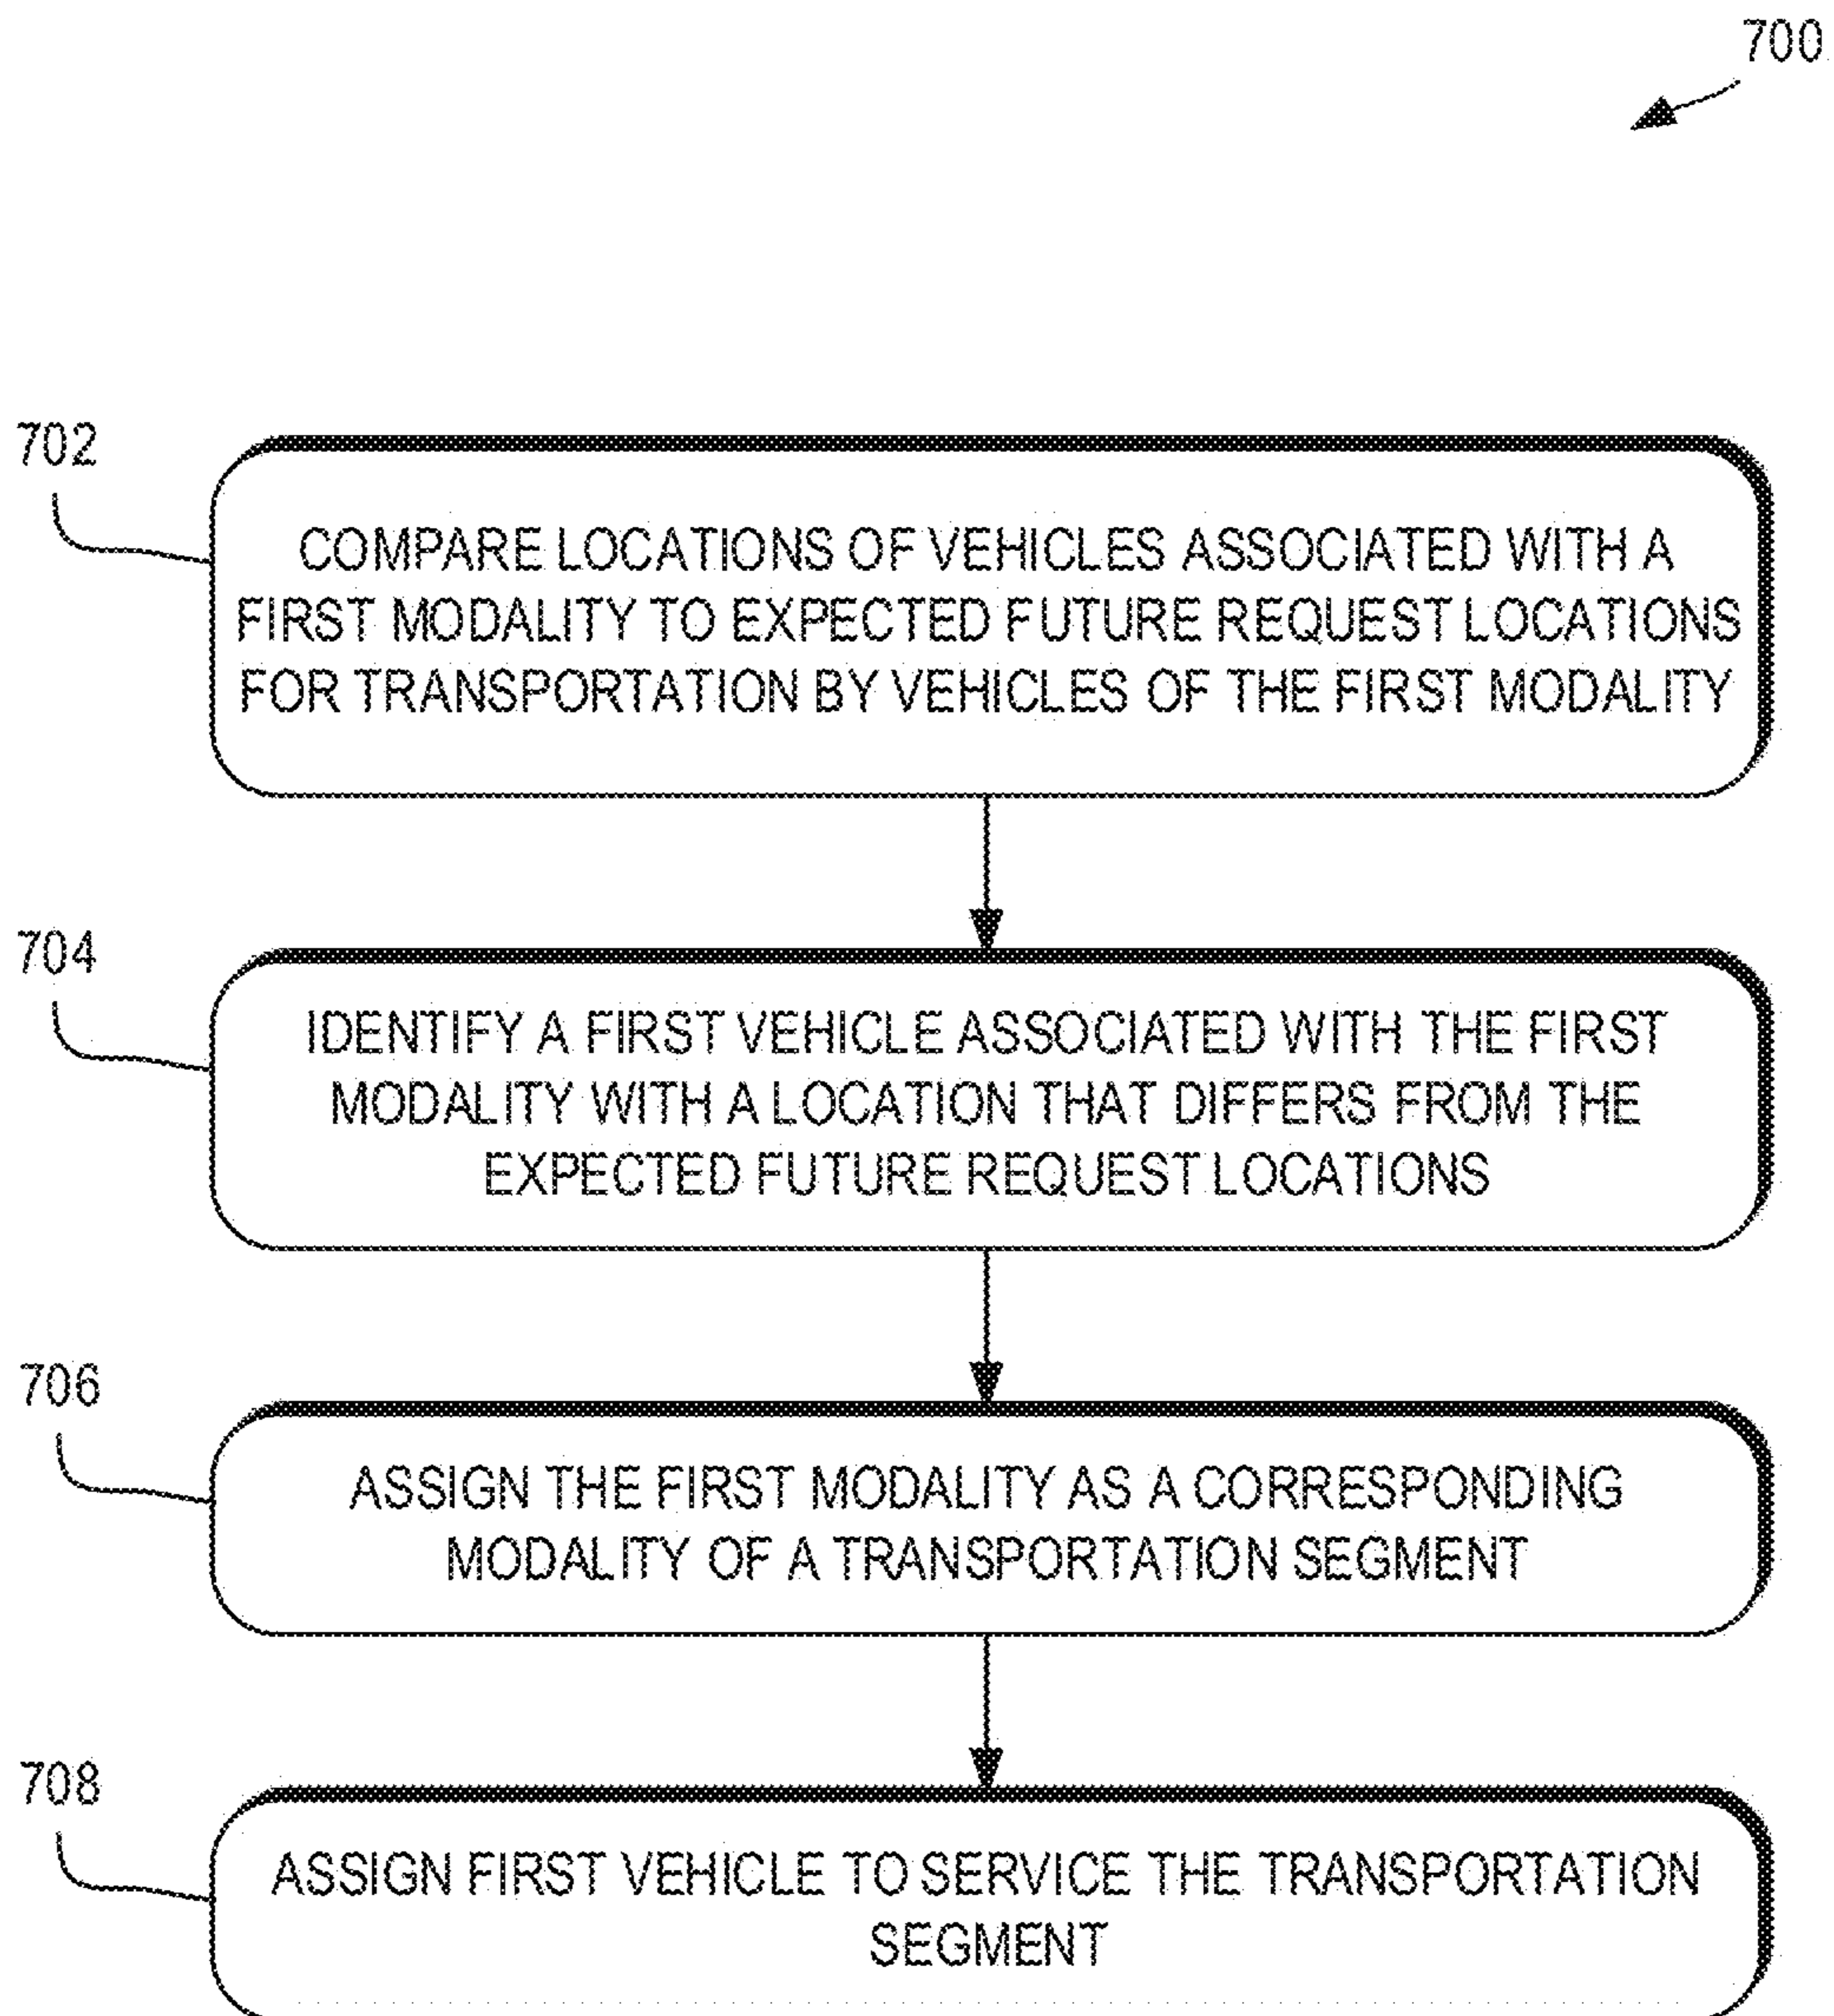 700
702
COMPARE LOCATIONS OF VEHICLES ASSOCIATED WITH A
FIRST MODALITY TO EXPECTED FUTURE REQUEST LOCATIONS
FOR TRANSPORTATION BY VEHICLES OF THE FIRST MODALITY
704
IDENTIFY A FIRST VEHICLE ASSOCIATED WITH THE FIRST
MODALITY WITH A LOCATION THAT DIFFERS FROM THE
EXPECTED FUTURE REQUEST LOCATIONS
706
ASSIGN THE FIRST MODALITY AS A CORRESPONDING
MODALITY OF A TRANSPORTATION SEGMENT
708
ASSIGN FIRST VEHICLE TO SERVICE THE TRANSPORTATION
SEGMENT